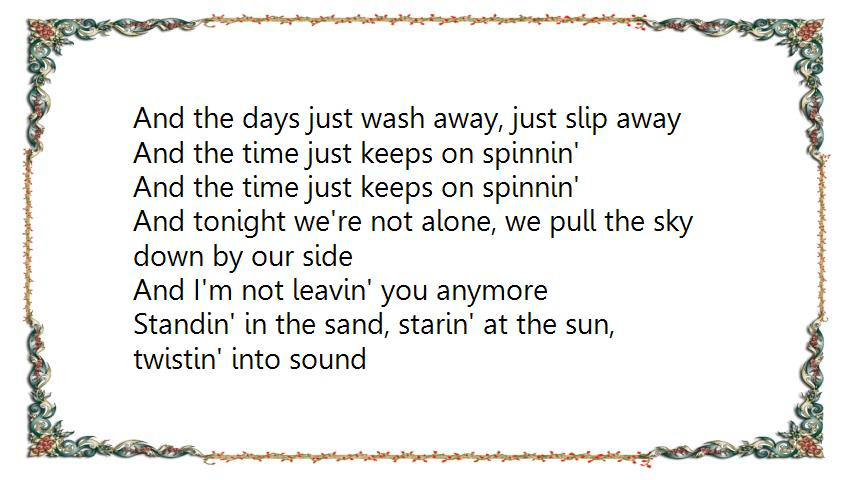 And the days just wash away, just slip away
And the time just keeps on spinnin'
And the time just keeps on spinnin'
And tonight we're not alone, we pull the sky
down by our side
And I'm not leavin' you anymore
Standin' in the sand, starin' at the sun,
twistin' into sound